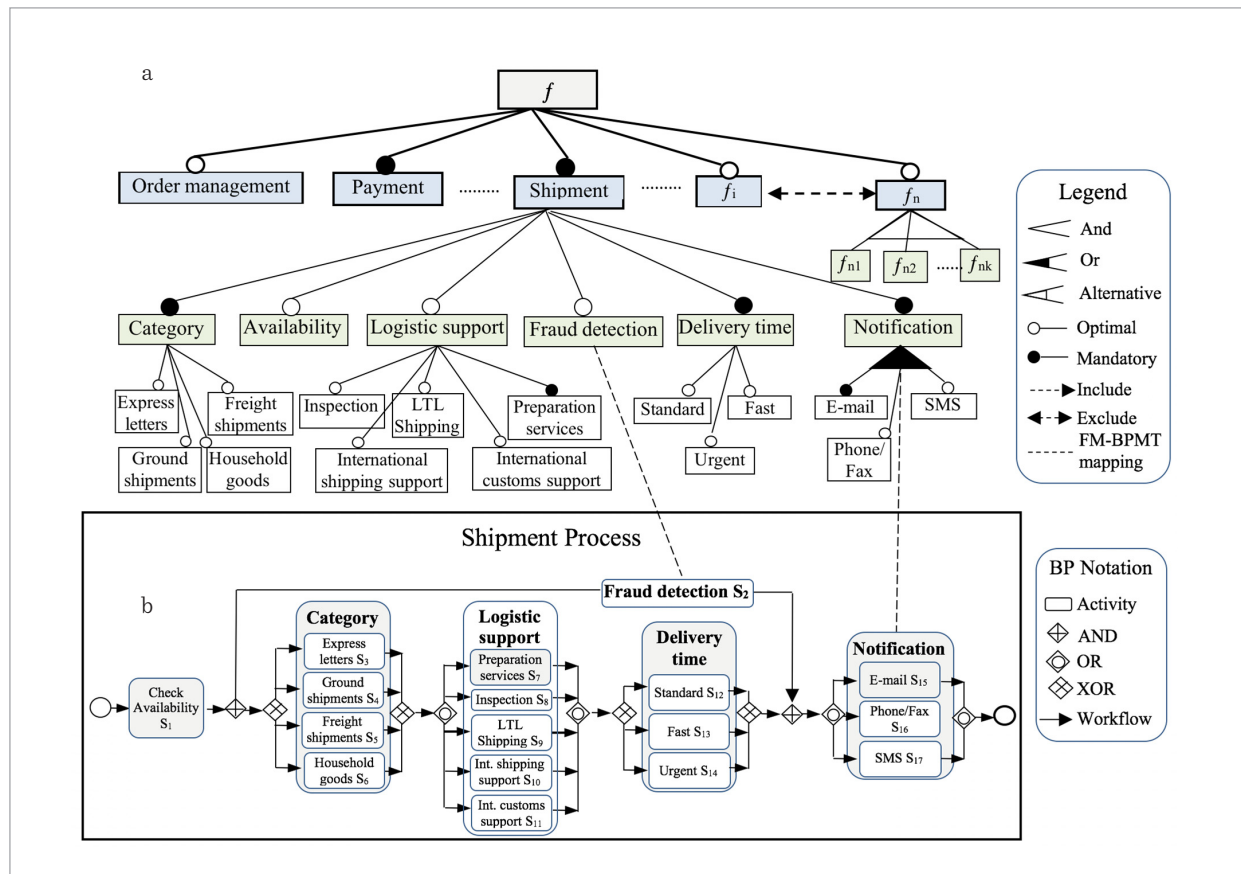 a
f
Order management
Payment
.........
Shipment
.........
fi
fn
fn1
fn2
......
fnk
Legend
And
Or
Alternative
Optimal
Mandatory
Include
Exclude
FM-BPMT
mapping
Category
Availability
Logistic support
Fraud detection
Delivery time
Notification
Express
letters
Freight
shipments
Ground
shipments
Household
goods
Inspection
LTL
Shipping
Preparation
services
International
shipping support
International
customs support
Standard
Fast
Urgent
E-mail
SMS
Phone/
Fax
Shipment Process
b
Fraud detection S2
Check
Availability
S1
Category
Express
letters S3
Ground
shipments S4
Freight
shipments S5
Household
goods S6
Logistic
support
Preparation
services S7
Inspection S8
LTL
Shipping S9
Int. shipping
support S10
Int. customs
support S11
Delivery
time
Standard S12
Fast S13
Urgent S14
Notification
E-mail S15
Phone/Fax
S16
SMS S17
BP Notation
Activity
AND
OR
XOR
Workflow